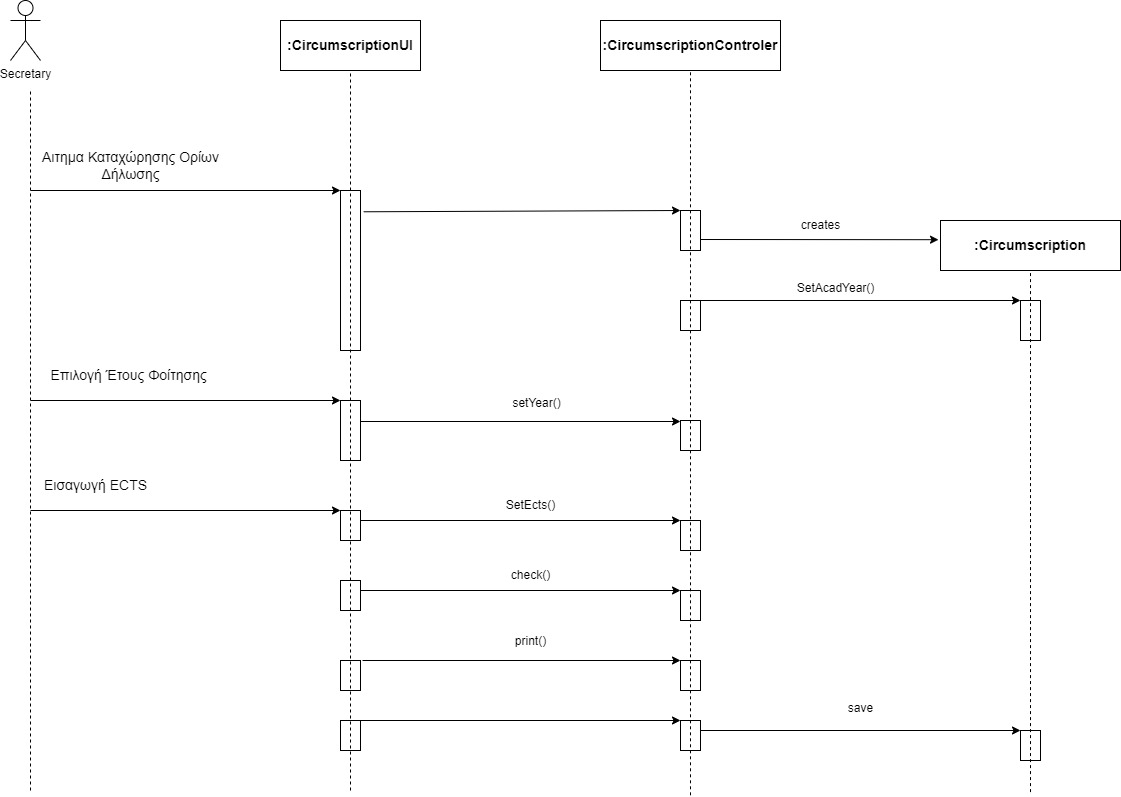 :CircumscriptionUI
:CircumscriptionControler
Secretary
Αιτημα Καταχώρησης Ορίων
Δήλωσης
creates
:Circumscription
SetAcadYear()
Επιλογή Έτους Φοίτησης
setYear()
Εισαγωγή ECTS
SetEcts()
check()
print()
save